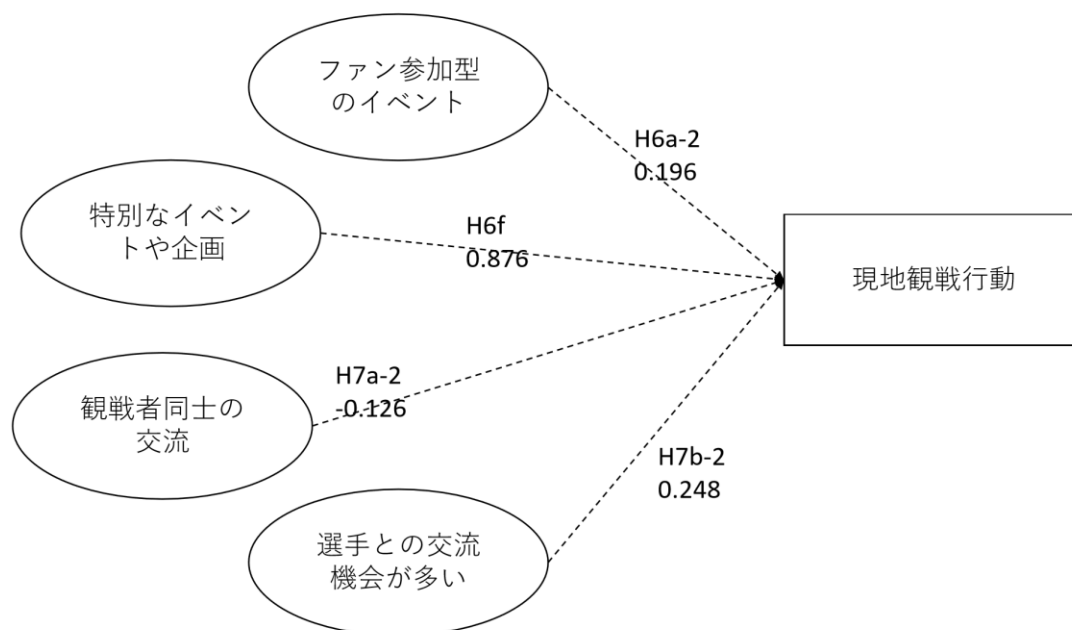 ファン参加型
のイベント
H6a-2
0.196
特別なイベン
トや企画
H6f
0.876
現地観戦行動
H7a-2
-0.126
観戦者同士の
交流
H7b-2
0.248
選手との交流
機会が多い